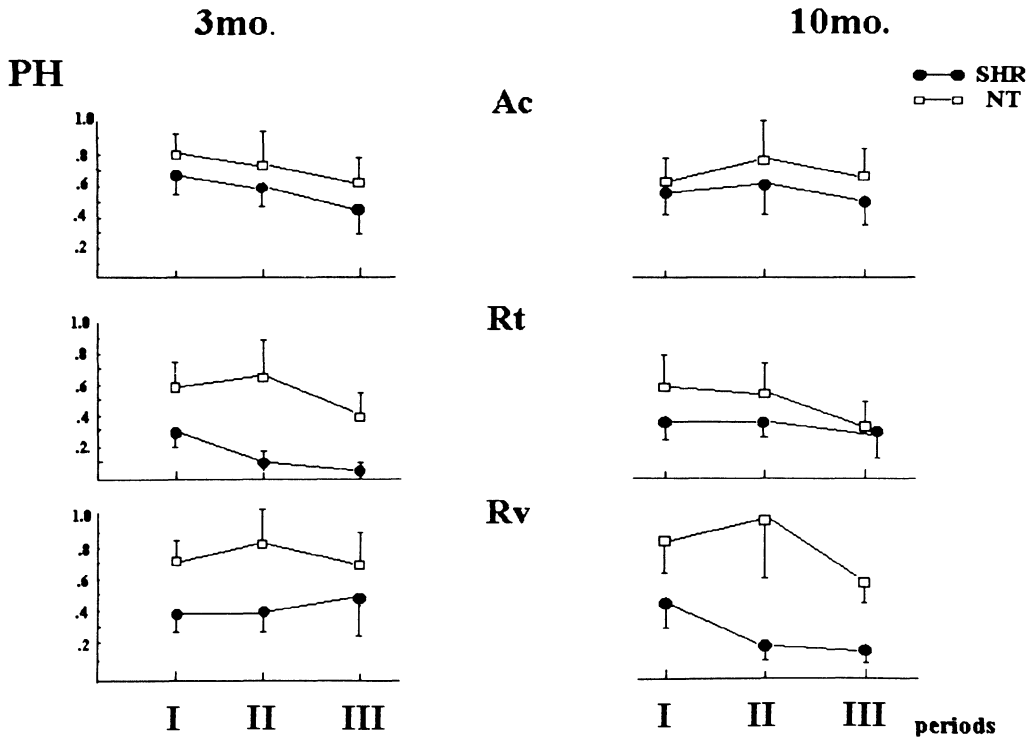 3mo.
10mo.
PH
SHR
NT
Ac
1.0
.8
.6
.4
.2
Rt
1.0
.8
.6
.4
.2
Rv
1.0
.8
.6
.4
.2
I II III
I II III periods